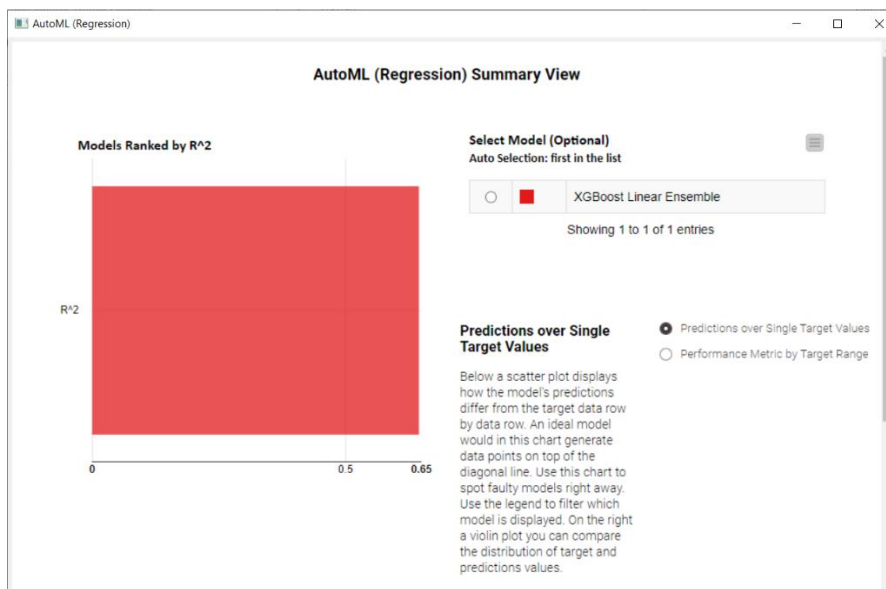 AutoML (Regression)
AutoML (Regression) Summary View
Models Ranked by R^2
R^2
0
0.5
0.65
Select Model (Optional)
Auto Selection: first in the list
XGBoost Linear Ensemble
Showing 1 to 1 of 1 entries
Predictions over Single
Target Values
Below a scatter plot displays
how the model's predictions
differ from the target data row
by data row. An ideal model
would in this chart generate
data points on top of the
diagonal line. Use this chart to
spot faulty models right away.
Use the legend to filter which
model is displayed. On the right
a violin plot you can compare
the distribution of target and
predictions values.
Predictions over Single Target Values
Performance Metric by Target Range